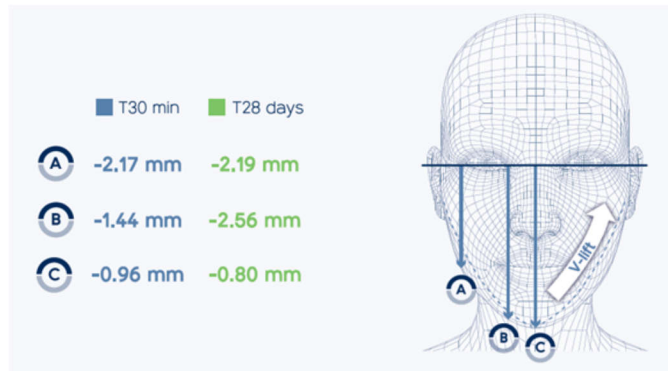 T30 min T28 days
A -2.17 mm -2.19 mm
B -1.44 mm -2.56 mm
C -0.96 mm -0.80 mm
V-lift
A
B C